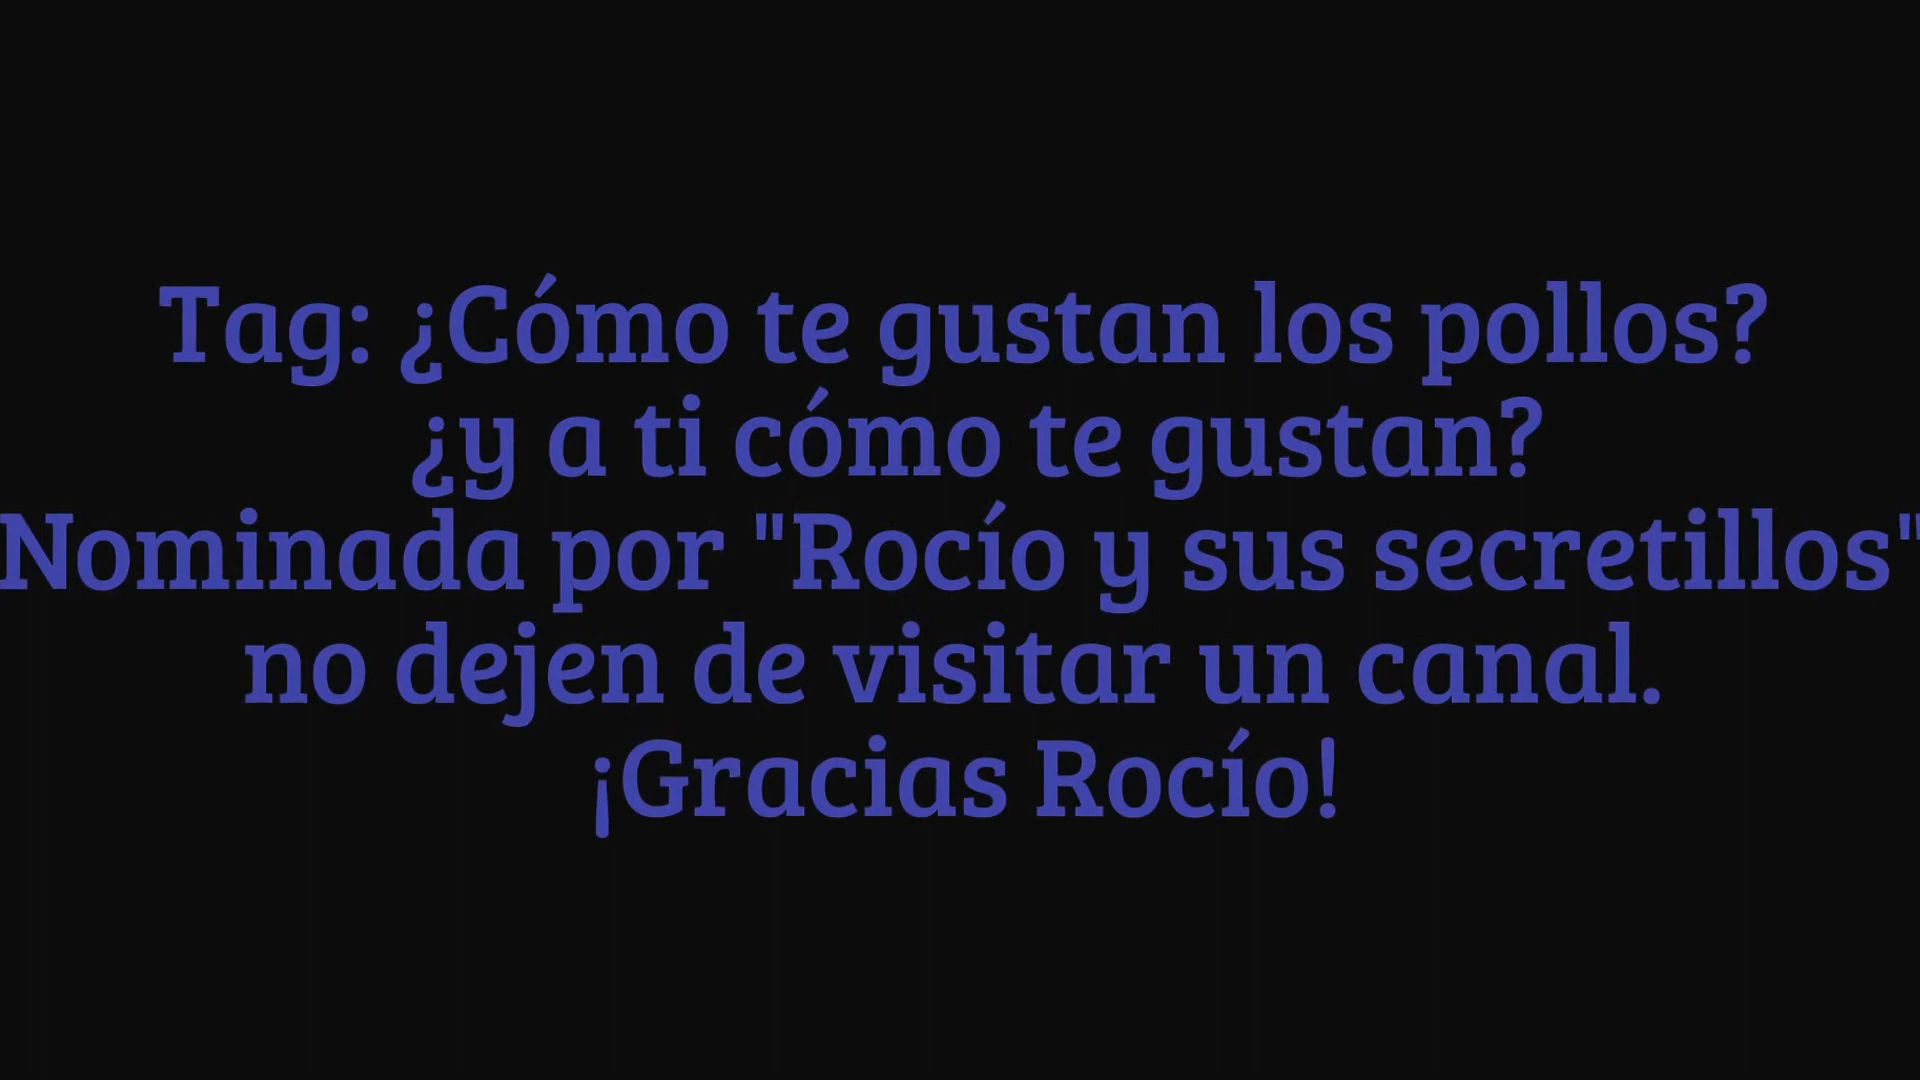 Tag: ¿Cómo te gustan los pollos?
¿y a ti cómo te gustan?
Nominada por "Rocío y sus secretillos"
no dejen de visitar un canal.
¡Gracias Rocío!